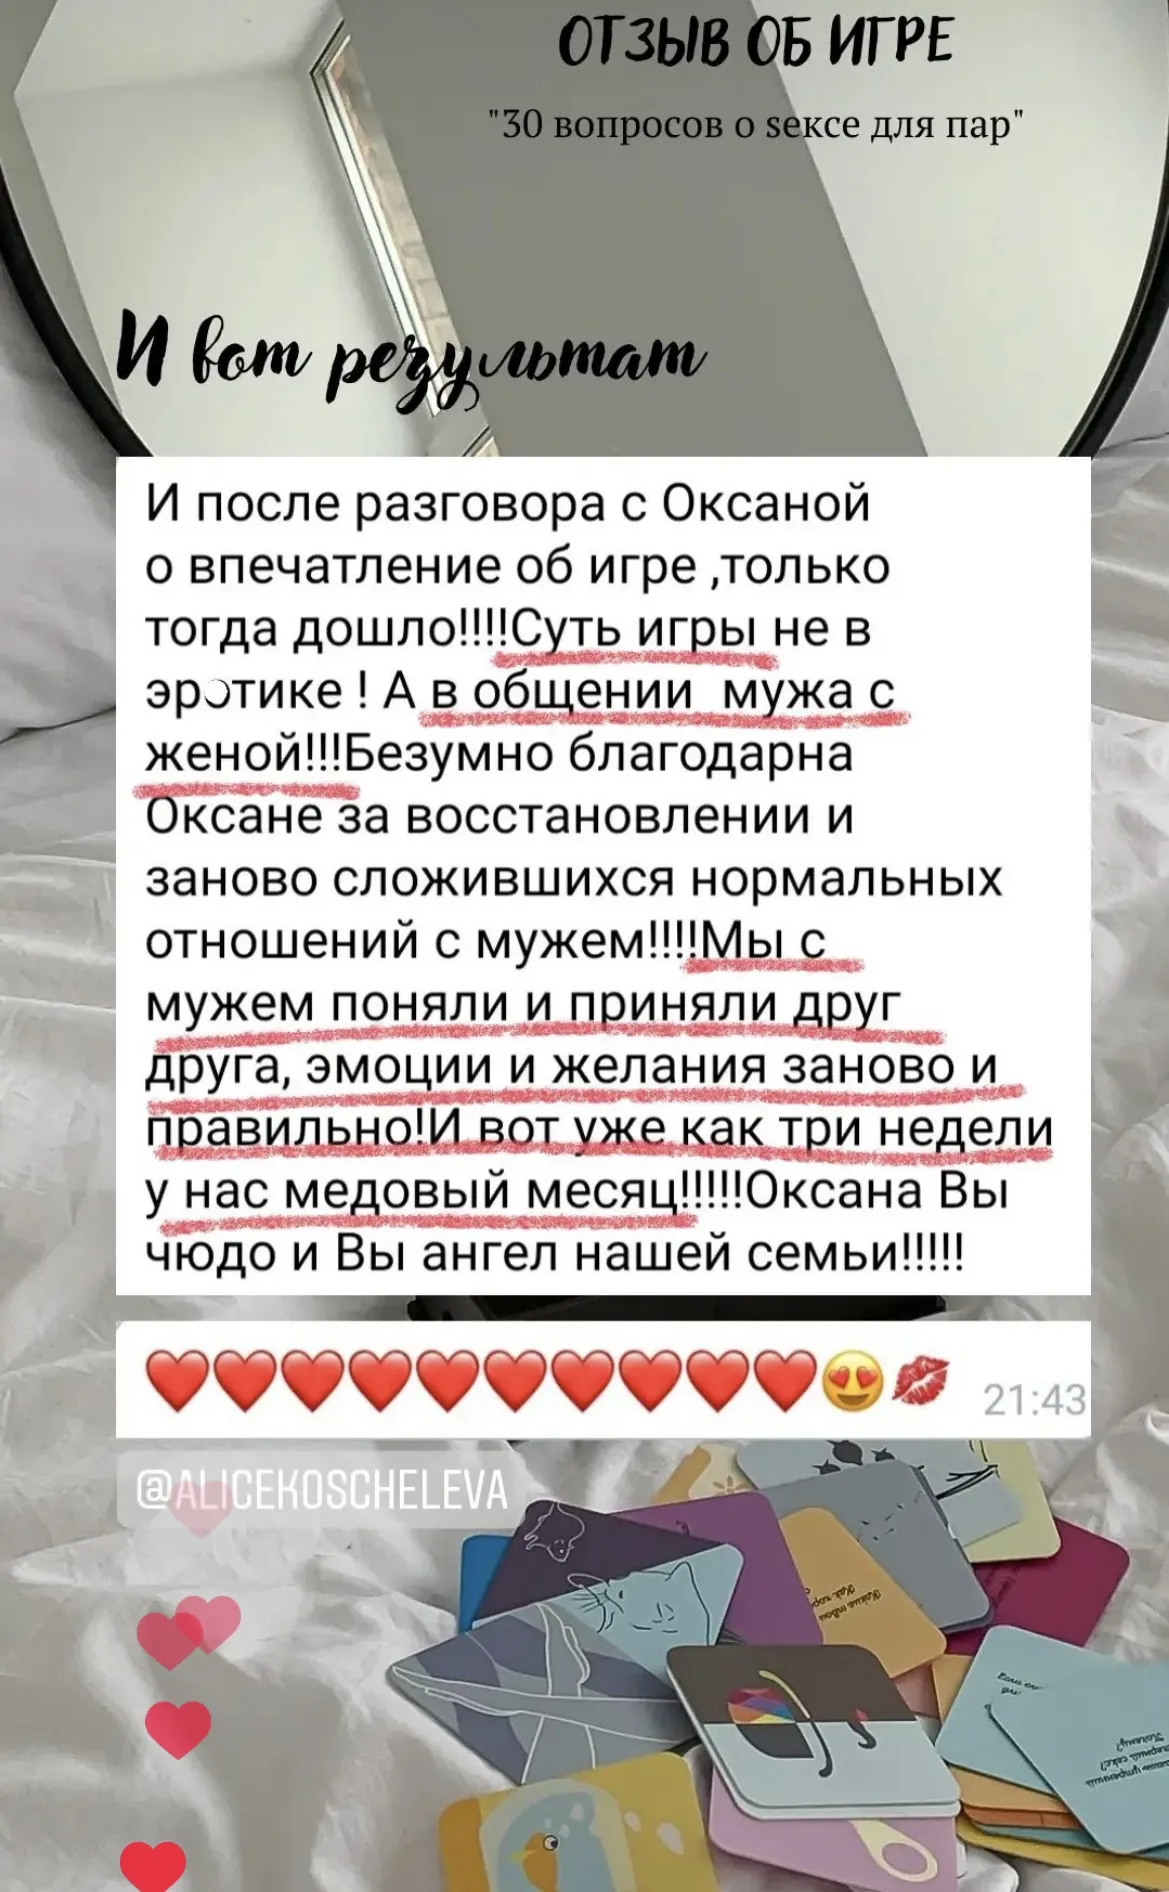 ОТЗЫВ ОБ ИГРЕ
"30 вопросов о sексе для пар"
И вот результат
И после разговора с Оксаной
о впечатление об игре ,только
тогда дошло!!!!Суть игры не в
эротике ! А в общении мужа с
женой!!!Безумно благодарна
Оксане за восстановлении и
заново сложившихся нормальных
отношений с мужем!!!!Мы с
мужем поняли и приняли друг
друга, эмоции и желания заново и
правильно!И вот уже как три недели
у нас медовый месяц!!!!!Оксана Вы
чюдо и Вы ангел нашей семьи!!!!!
❤️❤️❤️❤️❤️❤️❤️❤️❤️❤️😍💋 21:43
@ALICEKOSCHELEVA